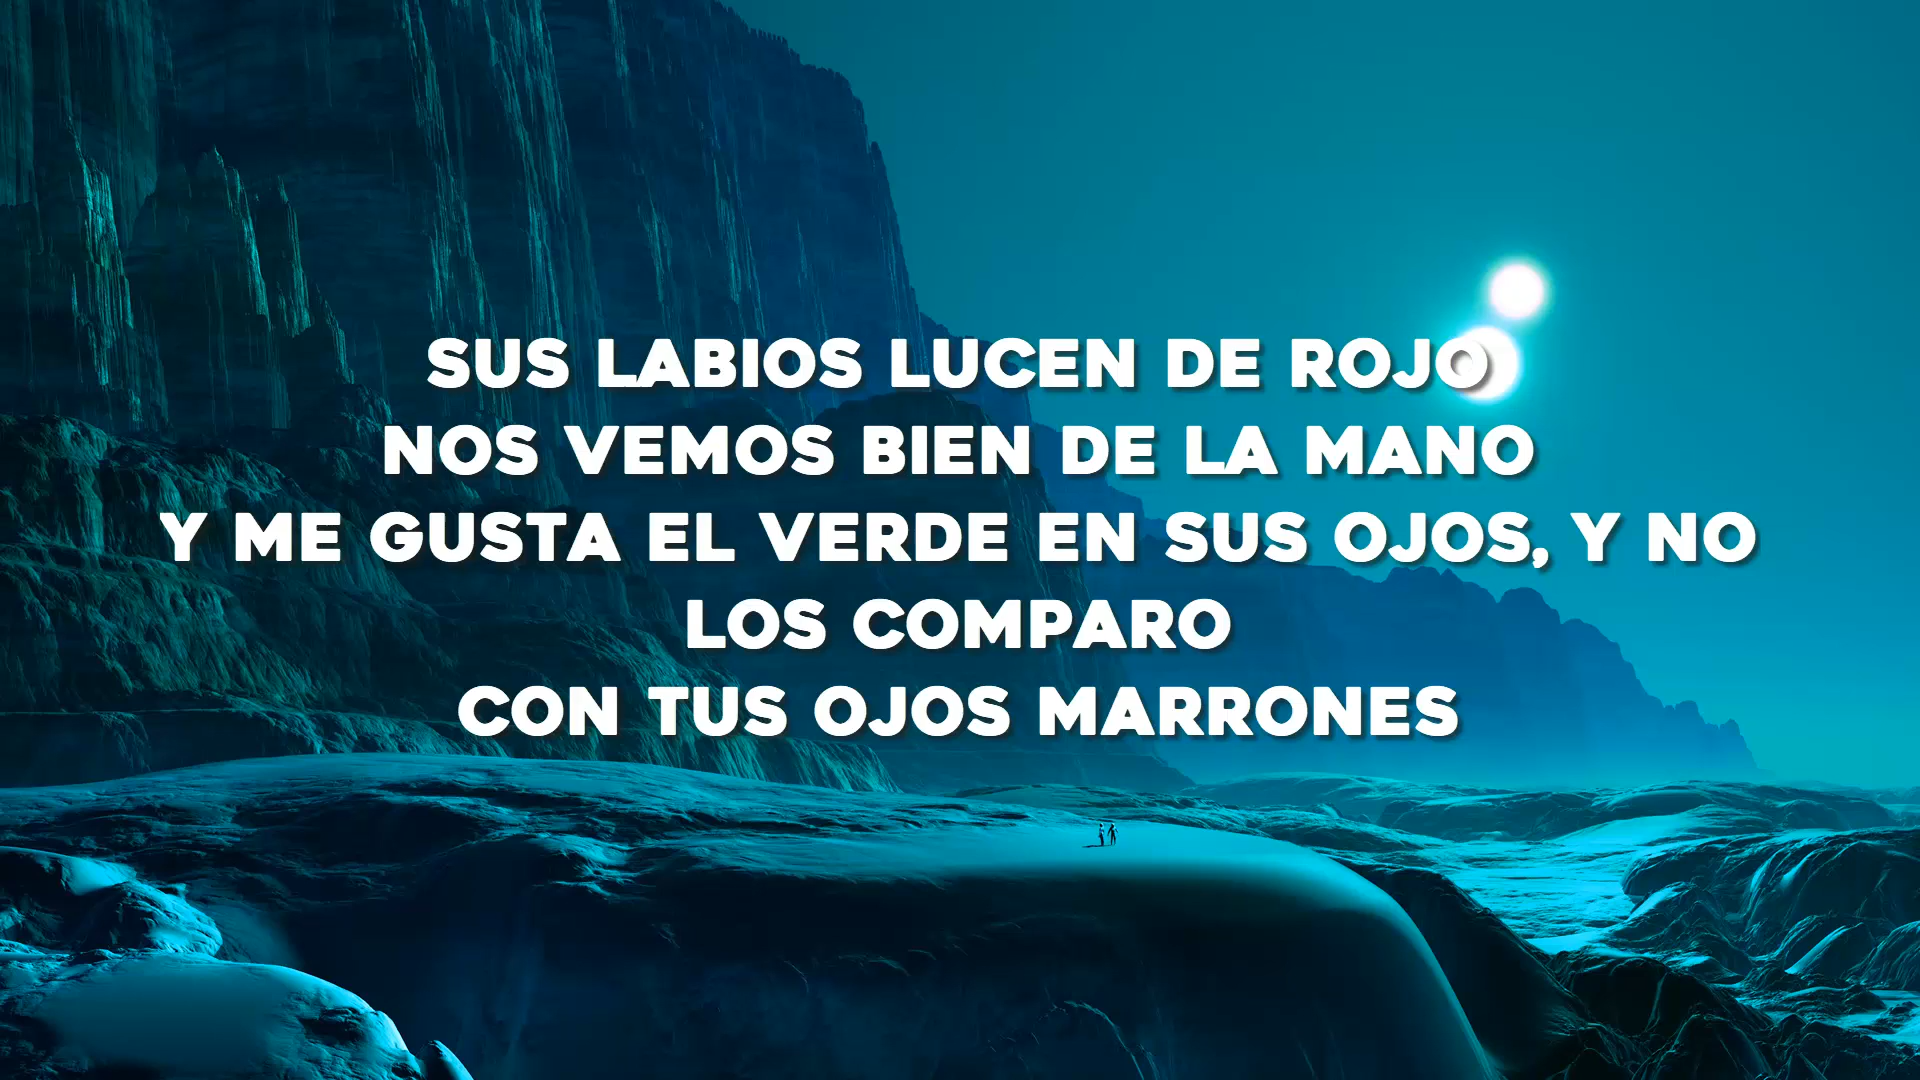 SUS LABIOS LUCEN DE ROJO
NOS VEMOS BIEN DE LA MANO
Y ME GUSTA EL VERDE EN SUS OJOS, Y NO
LOS COMPARO
CON TUS OJOS MARRONES